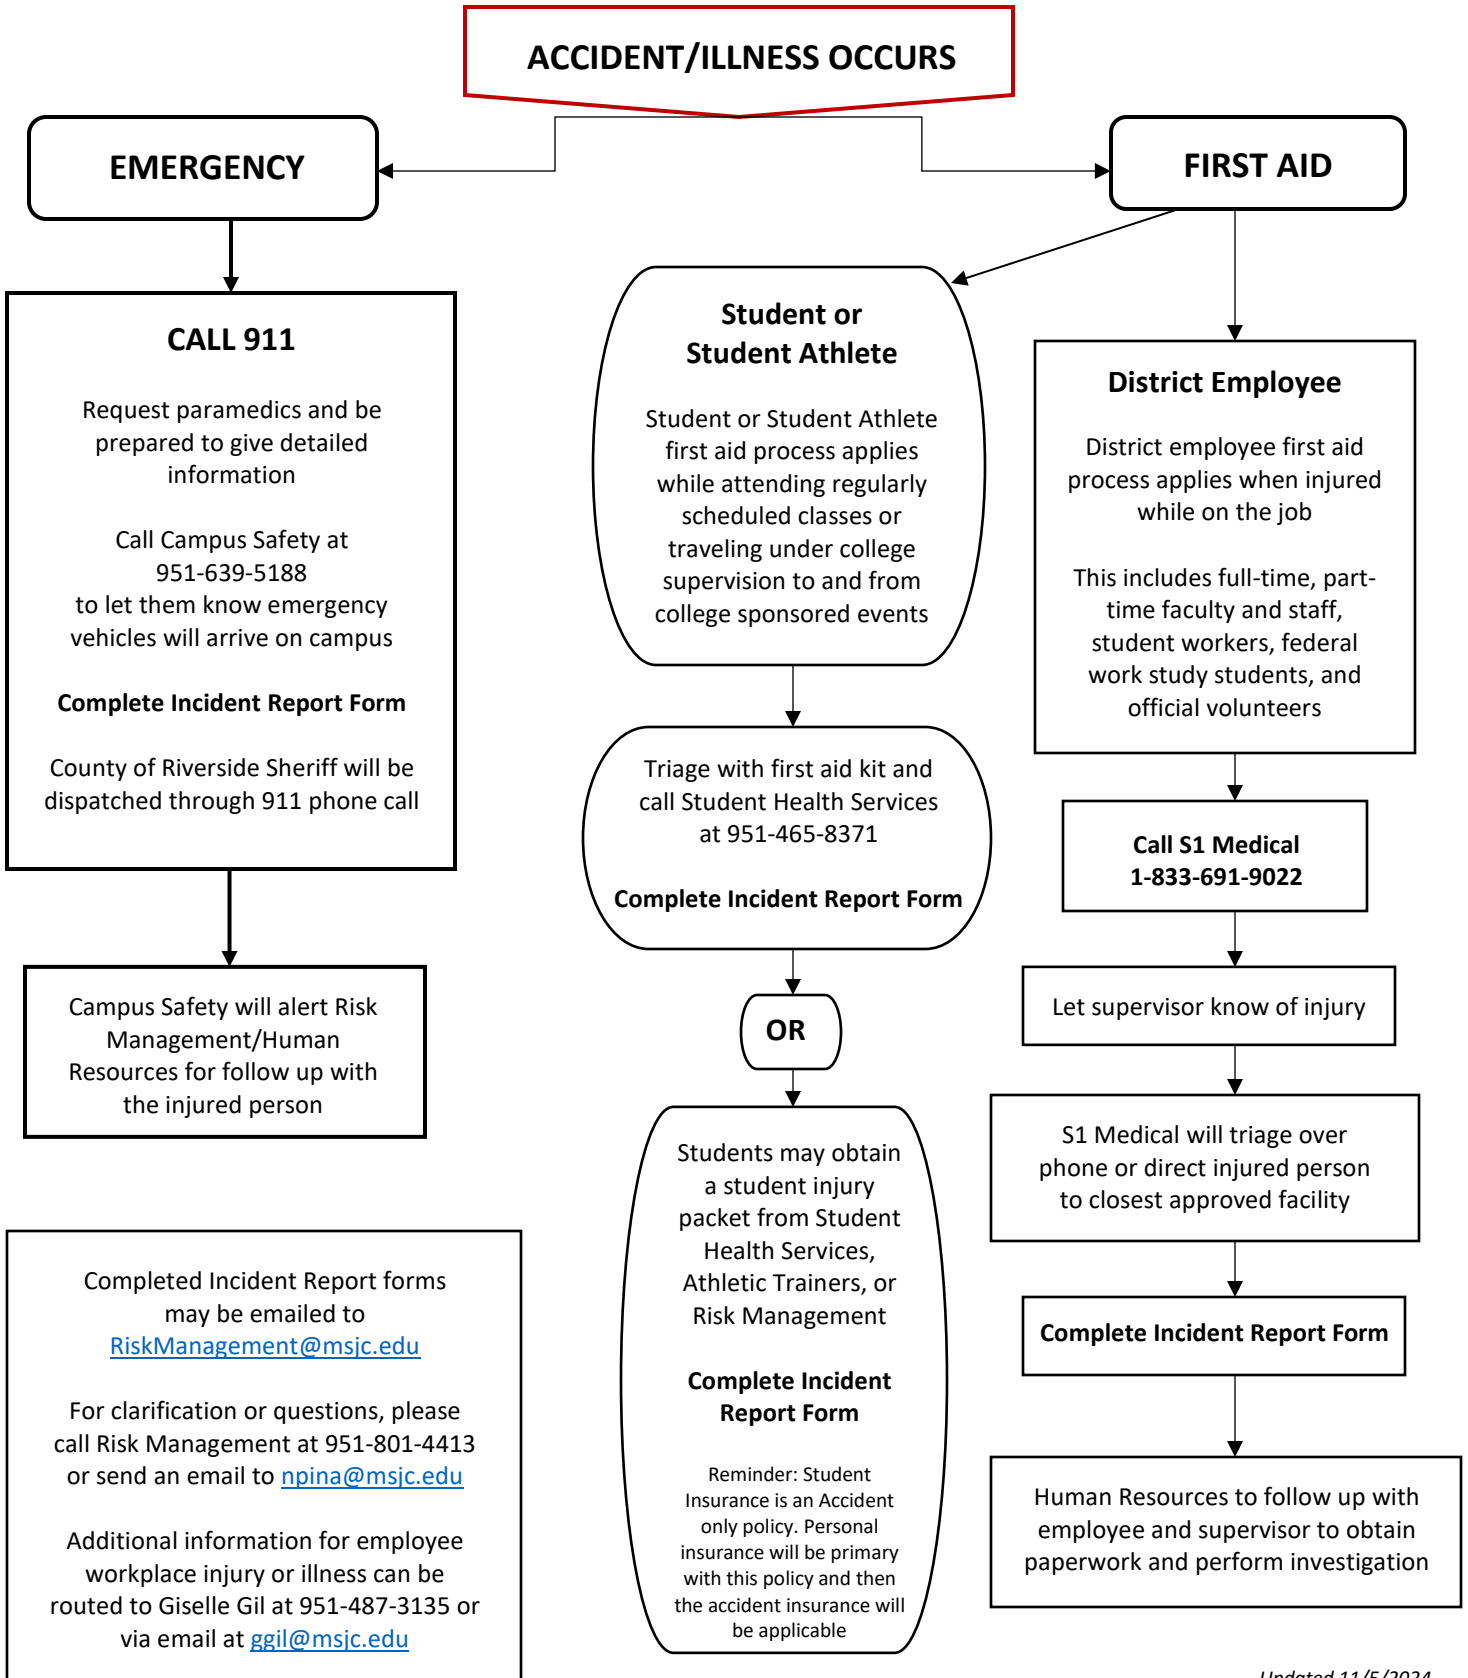 ACCIDENT/ILLNESS OCCURS
EMERGENCY
FIRST AID
CALL 911
Request paramedics and be
prepared to give detailed
information
Call Campus Safety at
951-639-5188
to let them know emergency
vehicles will arrive on campus
Complete Incident Report Form
County of Riverside Sheriff will be
dispatched through 911 phone call
Campus Safety will alert Risk
Management/Human
Resources for follow up with
the injured person
Completed Incident Report forms
may be emailed to
RiskManagement@msjc.edu
For clarification or questions, please
call Risk Management at 951-801-4413
or send an email to npina@msjc.edu
Additional information for employee
workplace injury or illness can be
routed to Giselle Gil at 951-487-3135 or
via email at ggil@msjc.edu
Student or
Student Athlete
Student or Student Athlete
first aid process applies
while attending regularly
scheduled classes or
traveling under college
supervision to and from
college sponsored events
Triage with first aid kit and
call Student Health Services
at 951-465-8371
Complete Incident Report Form
OR
Students may obtain
a student injury
packet from Student
Health Services,
Athletic Trainers, or
Risk Management
Complete Incident
Report Form
Reminder: Student
Insurance is an Accident
only policy. Personal
insurance will be primary
with this policy and then
the accident insurance will
be applicable
District Employee
District employee first aid
process applies when injured
while on the job
This includes full-time, part-
time faculty and staff,
student workers, federal
work study students, and
official volunteers
Call S1 Medical
1-833-691-9022
Let supervisor know of injury
S1 Medical will triage over
phone or direct injured person
to closest approved facility
Complete Incident Report Form
Human Resources to follow up with
employee and supervisor to obtain
paperwork and perform investigation
Updated 11/5/2024